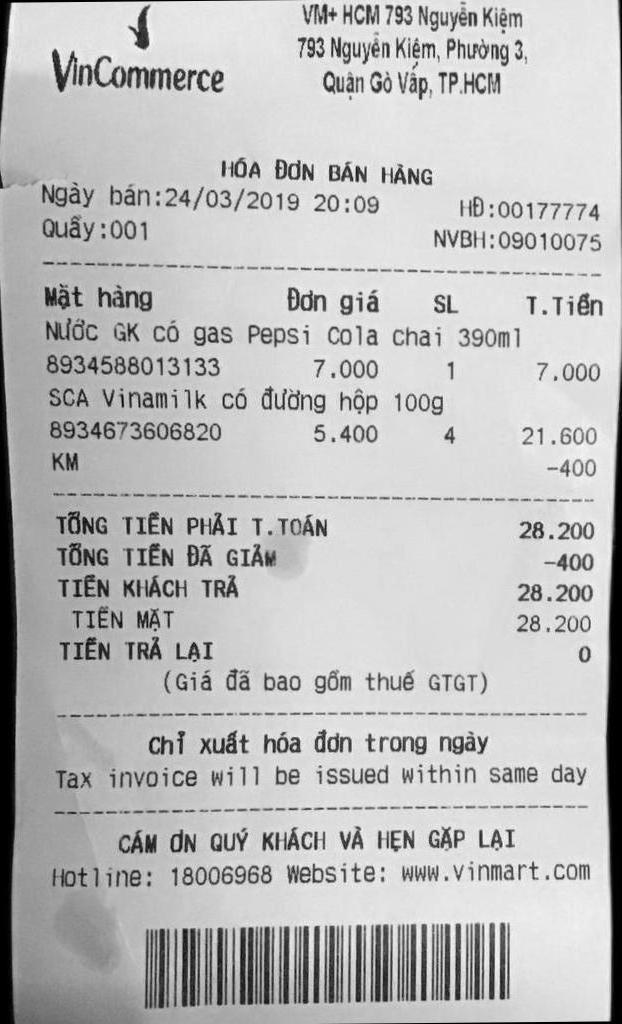 VinCommerce
VM+ HCM 793 Nguyễn Kiệm
793 Nguyễn Kiệm, Phường 3,
Quận Gò Vấp, TP.HCM
HÓA ĐƠN BÁN HÀNG
Ngày bán:24/03/2019 20:09 HĐ:00177774
Quầy:001 NVBH:09010075
Mặt hàng Đơn giá SL T.Tiền
Nước GK có gas Pepsi Cola chai 390ml
8934588013133 7.000 1 7.000
SCA Vinamilk có đường hộp 100g
8934673606820 5.400 4 21.600
KM -400
TỔNG TIỀN PHẢI T.TOÁN 28.200
TỔNG TIỀN ĐÃ GIẢM -400
TIỀN KHÁCH TRẢ 28.200
TIỀN MẶT 28.200
TIỀN TRẢ LẠI 0
(Giá đã bao gồm thuế GTGT)
Chỉ xuất hóa đơn trong ngày
Tax invoice will be issued within same day
CÁM ƠN QUÝ KHÁCH VÀ HẸN GẶP LẠI
Hotline: 18006968 Website: www.vinmart.com